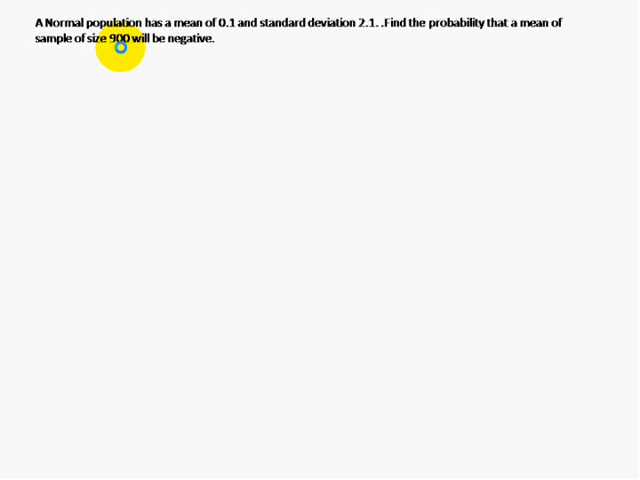 A Normal population has a mean of 0.1 and standard deviation 2.1. .Find the probability that a mean of
sample of size 900 will be negative.